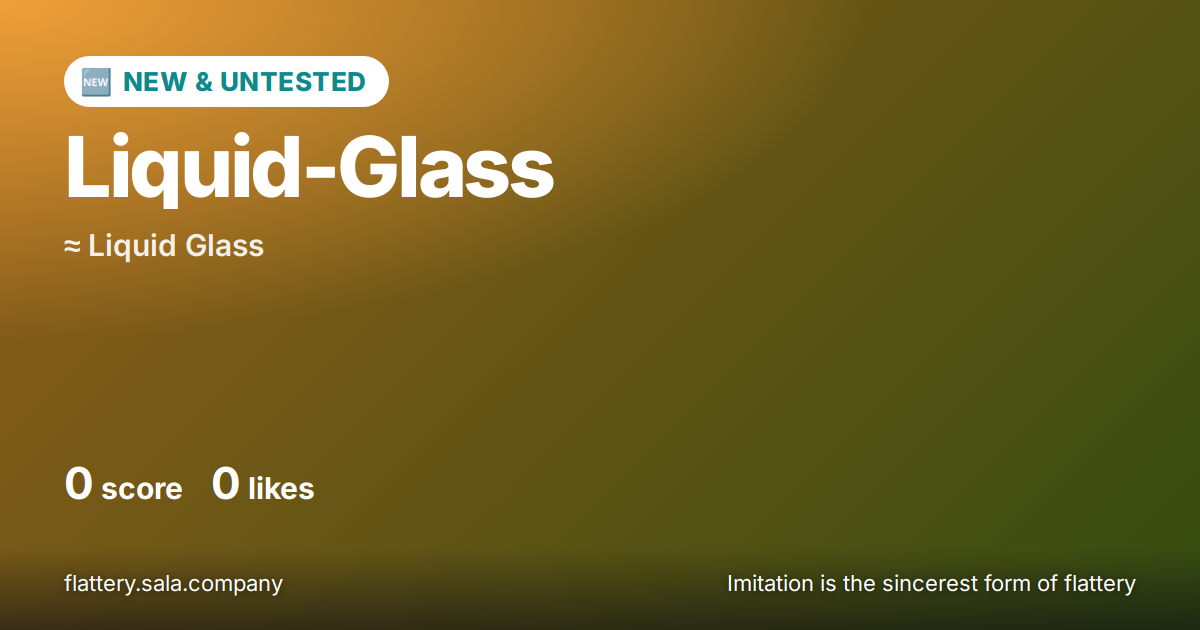 🆕 NEW & UNTESTED
Liquid-Glass
≈ Liquid Glass
0 score 0 likes
flattery.sala.company
Imitation is the sincerest form of flattery